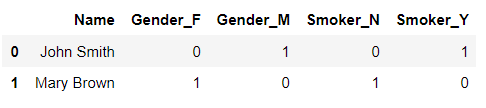 Name Gender_F Gender_M Smoker_N Smoker_Y
0 John Smith 0 1 0 1
1 Mary Brown 1 0 1 0